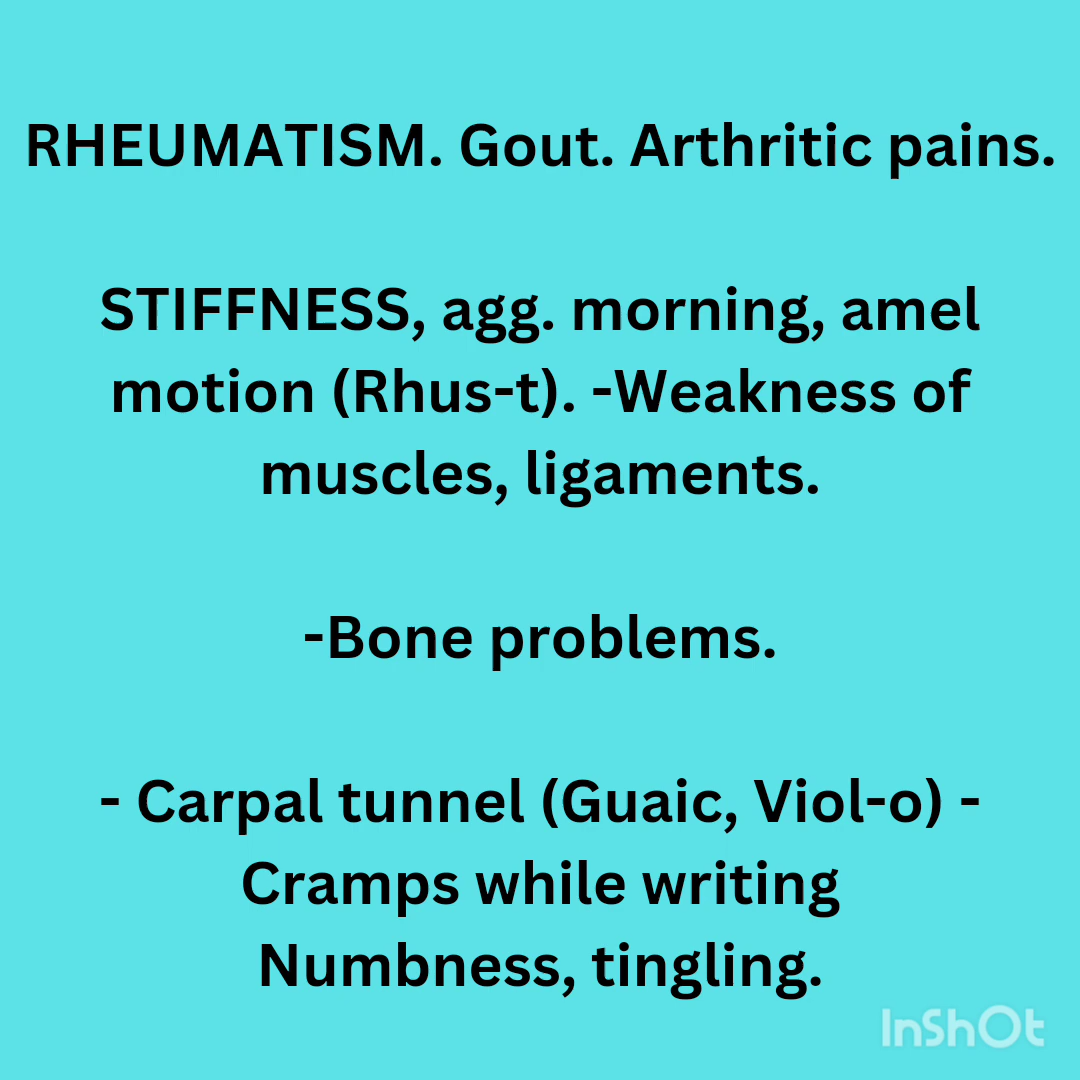 RHEUMATISM. Gout. Arthritic pains.
STIFFNESS, agg. morning, amel
motion (Rhus-t). -Weakness of
muscles, ligaments.
-Bone problems.
- Carpal tunnel (Guaic, Viol-o) -
Cramps while writing
Numbness, tingling.
InShOt